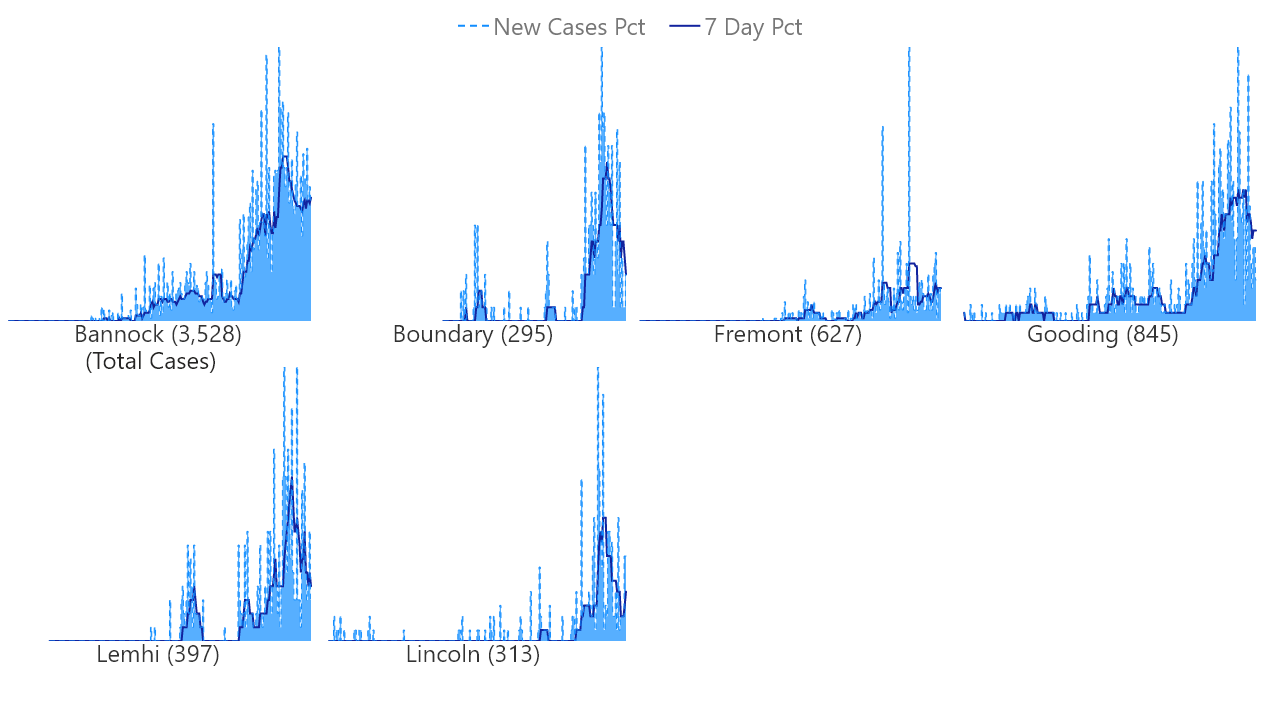 New Cases Pct 7 Day Pct
Bannock (3,528)
(Total Cases)
Boundary (295)
Fremont (627)
Gooding (845)
Lemhi (397)
Lincoln (313)